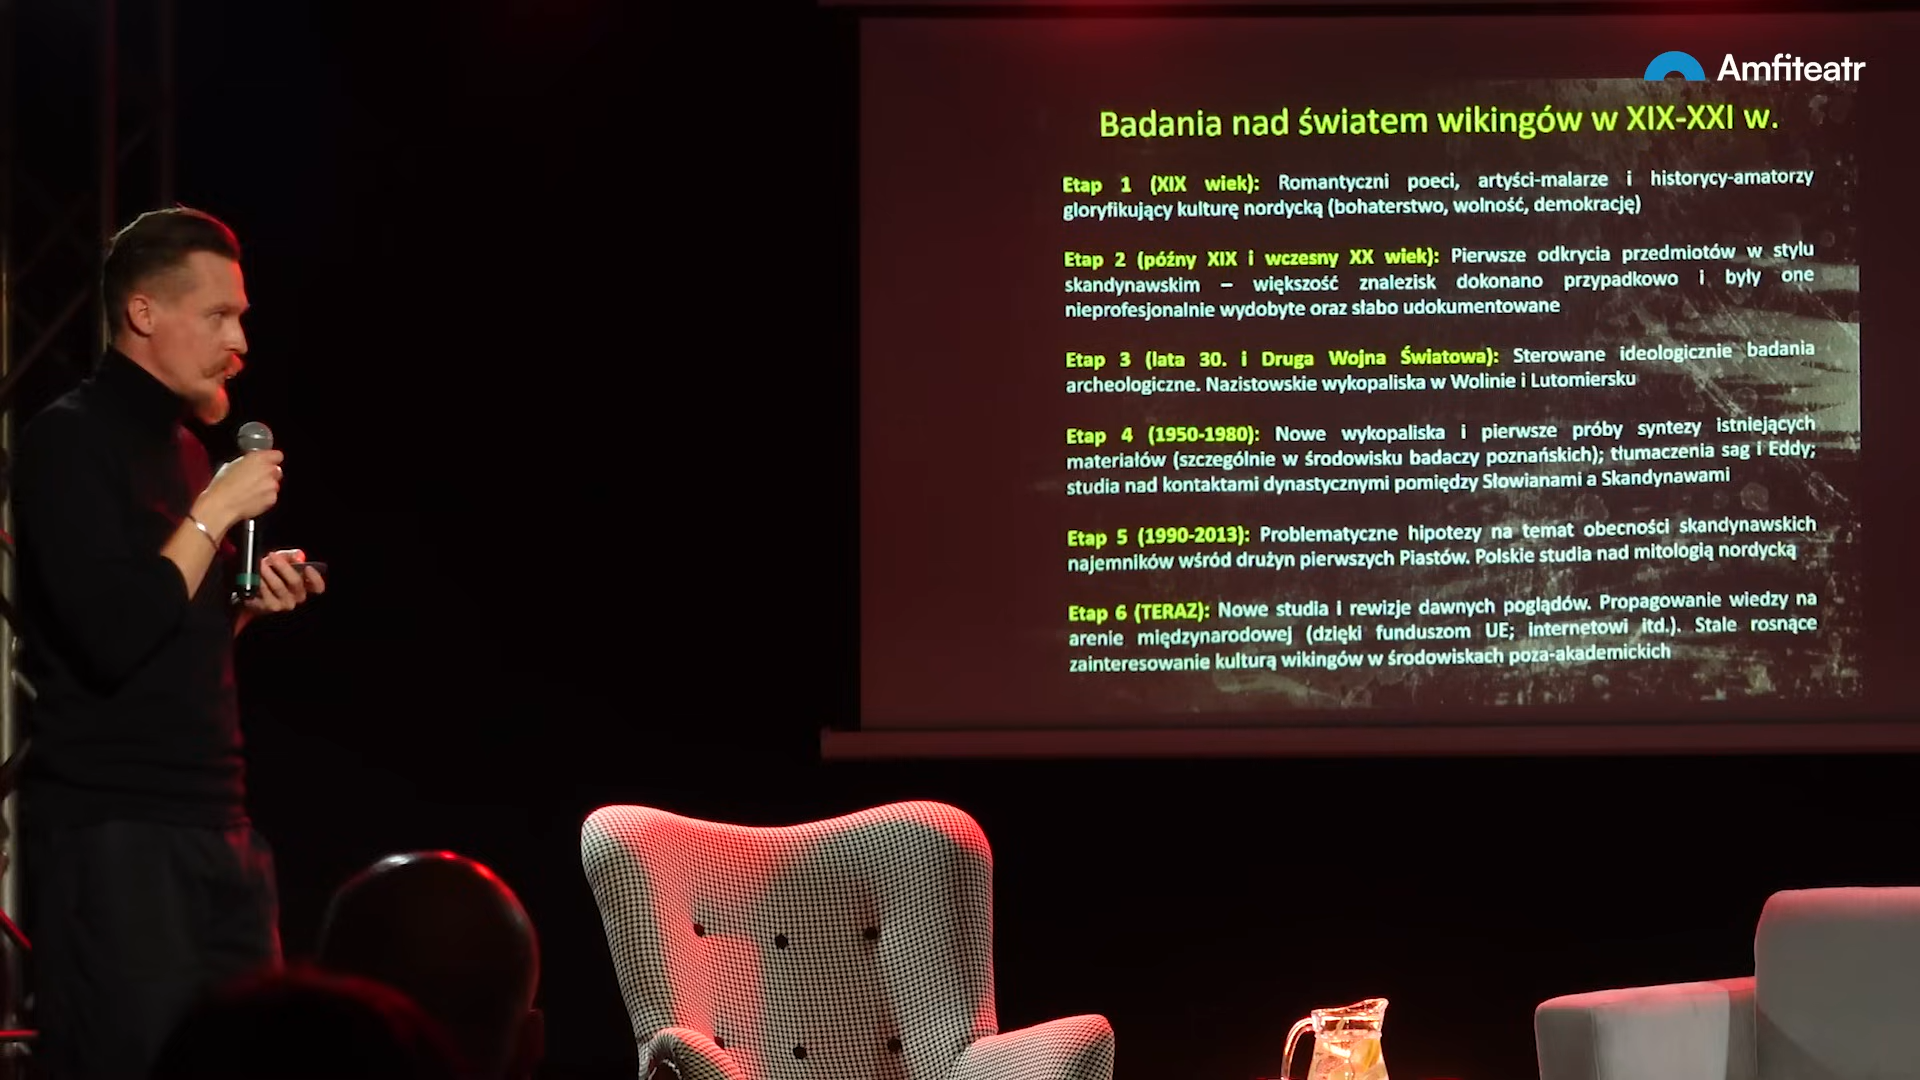 Amfiteatr
Badania nad światem wikingów w XIX-XXI w.
Etap 1 (XIX wiek): Romantyczni poeci, artyści-malarze i historycy-amatorzy
gloryfikujący kulturę nordycką (bohaterstwo, wolność, demokrację)
Etap 2 (późny XIX i wczesny XX wiek): Pierwsze odkrycia przedmiotów w stylu
skandynawskim – większość znalezisk dokonano przypadkowo i były one
nieprofesjonalnie wydobyte oraz słabo udokumentowane
Etap 3 (lata 30. i Druga Wojna Światowa): Sterowane ideologicznie badania
archeologiczne. Nazistowskie wykopaliska w Wolinie i Lutomiersku
Etap 4 (1950-1980): Nowe wykopaliska i pierwsze próby syntezy istniejących
materiałów (szczególnie w środowisku badaczy poznańskich); tłumaczenia sag i Eddy;
studia nad kontaktami dynastycznymi pomiędzy Słowianami a Skandynawami
Etap 5 (1990-2013): Problematyczne hipotezy na temat obecności skandynawskich
najemników wśród drużyn pierwszych Piastów. Polskie studia nad mitologią nordycką
Etap 6 (TERAZ): Nowe studia i rewizje dawnych poglądów. Propagowanie wiedzy na
arenie międzynarodowej (dzięki funduszom UE; internetowi itd.). Stale rosnące
zainteresowanie kulturą wikingów w środowiskach poza-akademickich